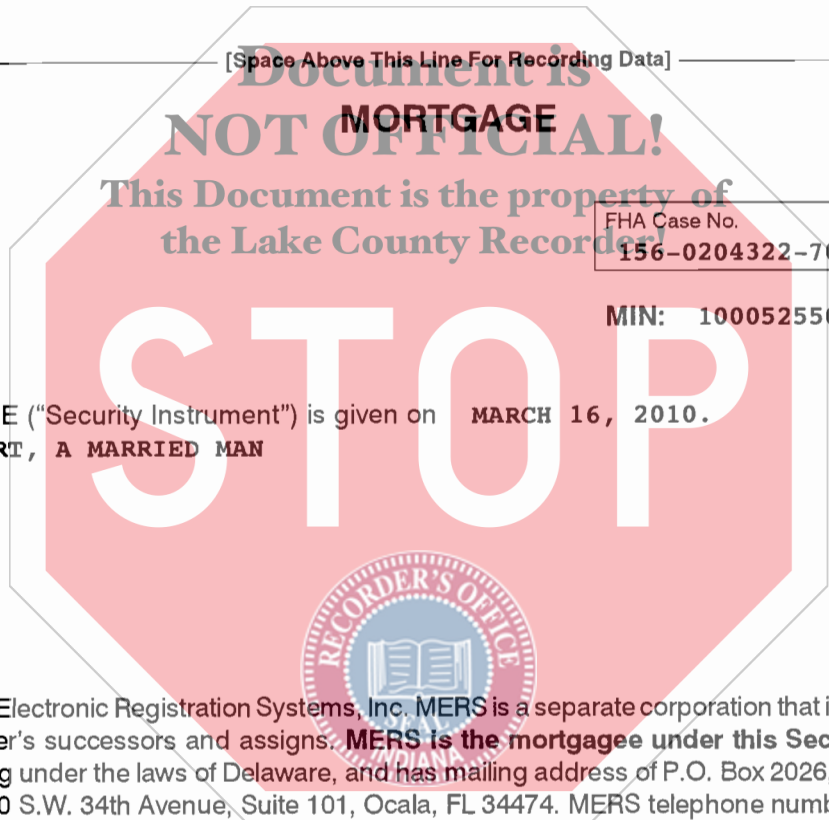 [Space Above This Line For Recording Data]
Document is
MORTGAGE
NOT OFFICIAL!
This Document is the property of
the Lake County Recorder!
FHA Case No.
156-0204322-70
MIN: 100052550
STOP
E (“Security Instrument”) is given on MARCH 16, 2010.
RT, A MARRIED MAN
RECORDER'S OFFICE
SEAL
INDIANA
Electronic Registration Systems, Inc. MERS is a separate corporation that i
er's successors and assigns. MERS is the mortgagee under this Sec
g under the laws of Delaware, and has mailing address of P.O. Box 2026,
0 S.W. 34th Avenue, Suite 101, Ocala, FL 34474. MERS telephone numb